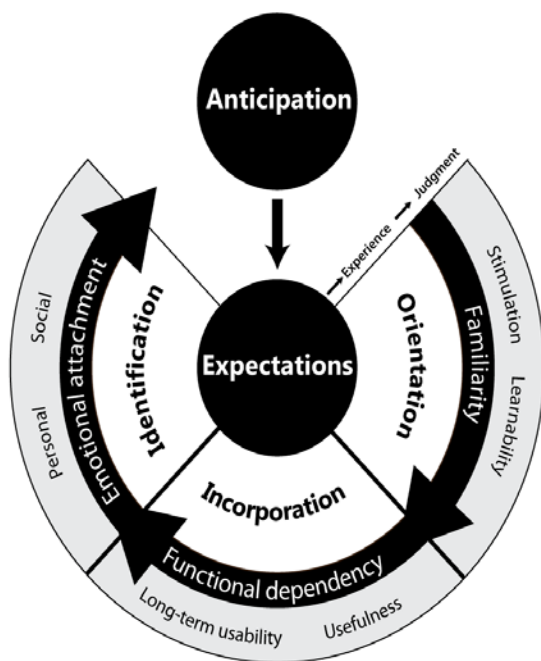 Anticipation
Judgment
Experience
Expectations
Orientation
Familiarity
Stimulation
Learnability
Incorporation
Functional dependency
Usefulness
Long-term usability
Identification
Emotional attachment
Personal
Social